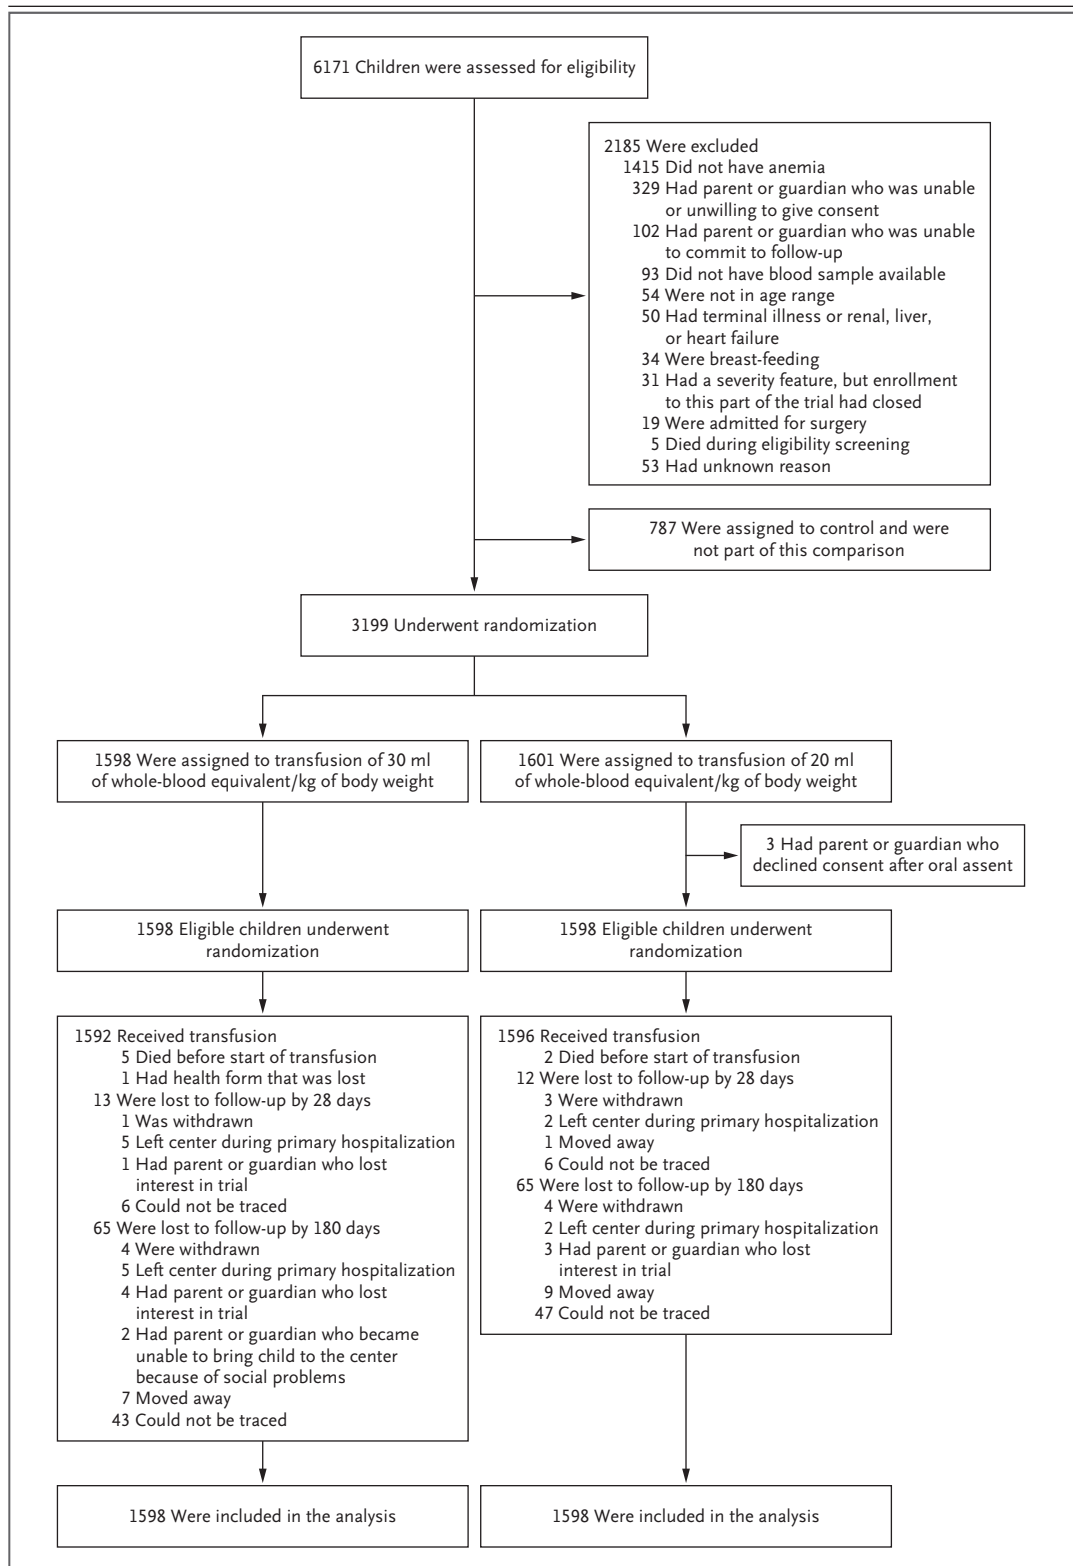 6171 Children were assessed for eligibility
2185 Were excluded
1415 Did not have anemia
329 Had parent or guardian who was unable
or unwilling to give consent
102 Had parent or guardian who was unable
to commit to follow-up
93 Did not have blood sample available
54 Were not in age range
50 Had terminal illness or renal, liver,
or heart failure
34 Were breast-feeding
31 Had a severity feature, but enrollment
to this part of the trial had closed
19 Were admitted for surgery
5 Died during eligibility screening
53 Had unknown reason
787 Were assigned to control and were
not part of this comparison
3199 Underwent randomization
1598 Were assigned to transfusion of 30 ml
of whole-blood equivalent/kg of body weight
1601 Were assigned to transfusion of 20 ml
of whole-blood equivalent/kg of body weight
3 Had parent or guardian who
declined consent after oral assent
1598 Eligible children underwent
randomization
1598 Eligible children underwent
randomization
1592 Received transfusion
5 Died before start of transfusion
1 Had health form that was lost
13 Were lost to follow-up by 28 days
1 Was withdrawn
5 Left center during primary hospitalization
1 Had parent or guardian who lost
interest in trial
6 Could not be traced
65 Were lost to follow-up by 180 days
4 Were withdrawn
5 Left center during primary hospitalization
4 Had parent or guardian who lost
interest in trial
2 Had parent or guardian who became
unable to bring child to the center
because of social problems
7 Moved away
43 Could not be traced
1596 Received transfusion
2 Died before start of transfusion
12 Were lost to follow-up by 28 days
3 Were withdrawn
2 Left center during primary hospitalization
1 Moved away
6 Could not be traced
65 Were lost to follow-up by 180 days
4 Were withdrawn
2 Left center during primary hospitalization
3 Had parent or guardian who lost
interest in trial
9 Moved away
47 Could not be traced
1598 Were included in the analysis
1598 Were included in the analysis